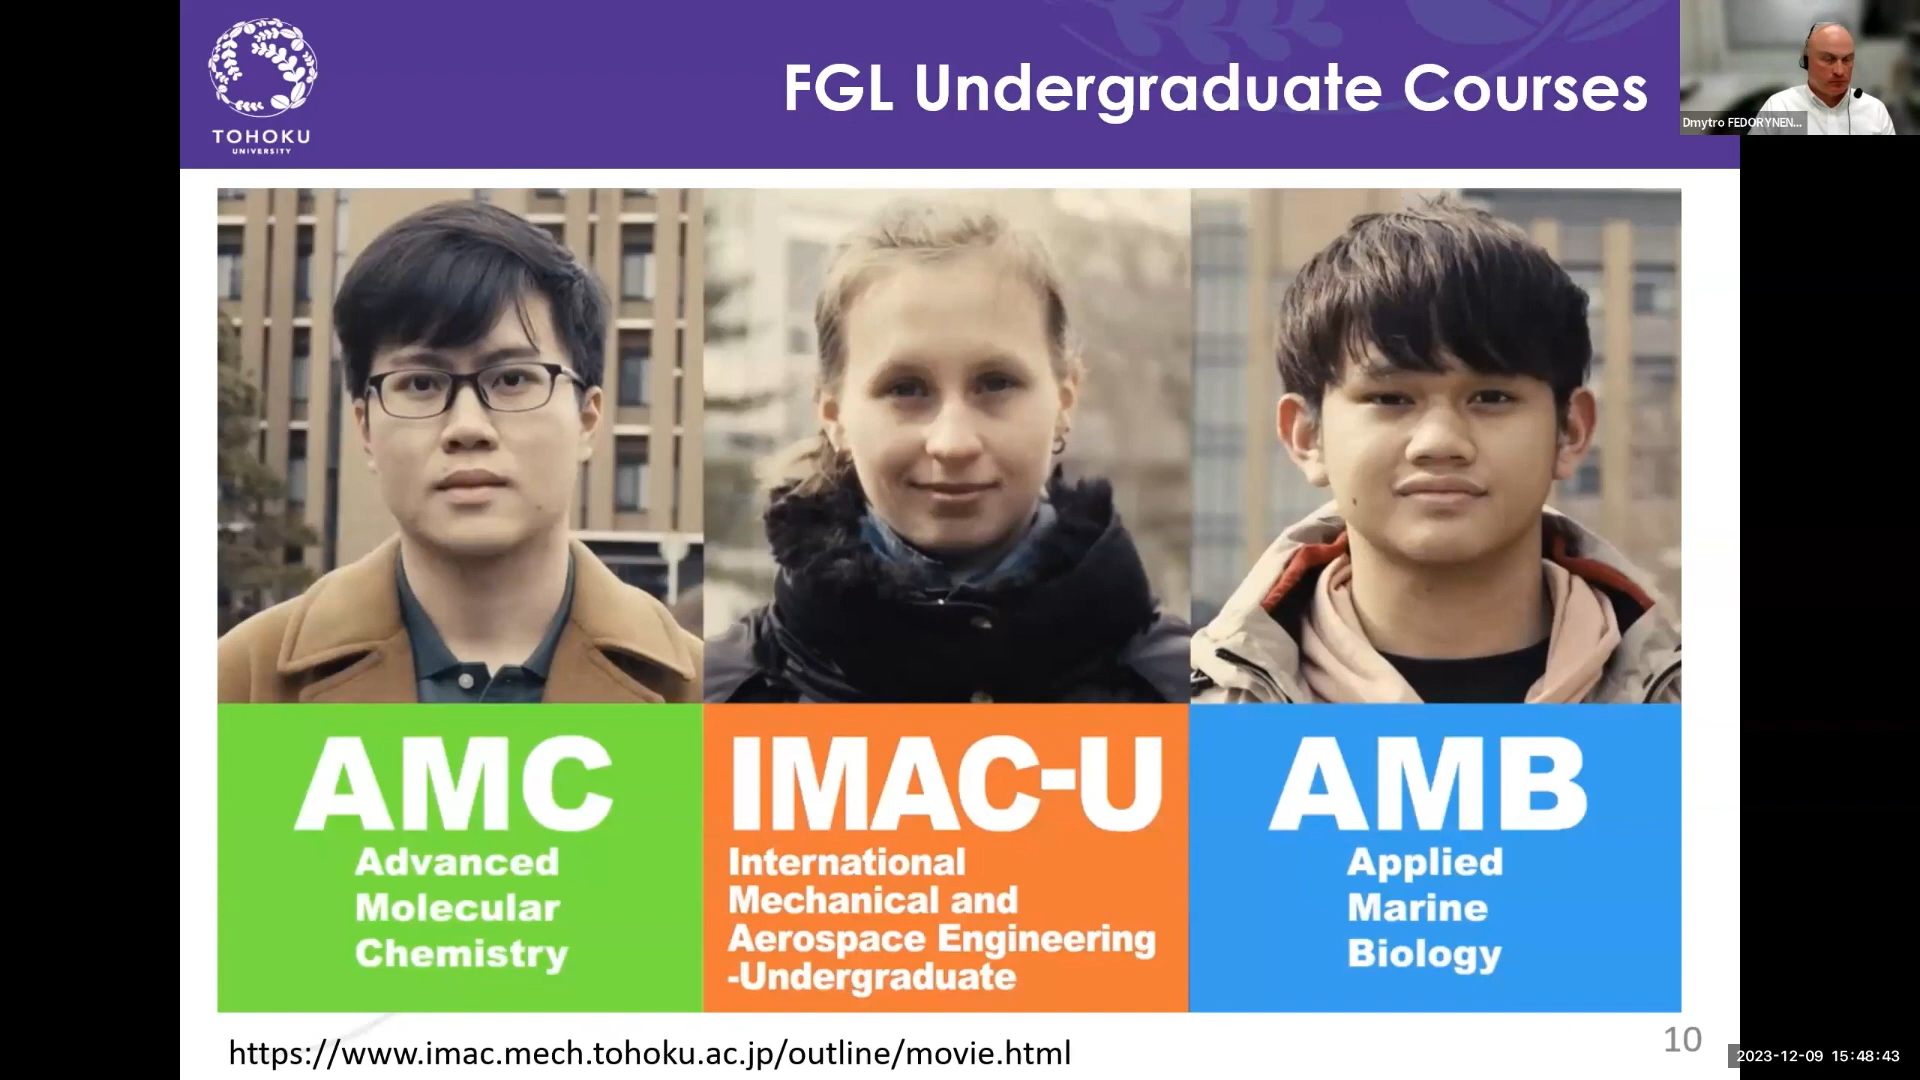 TOHOKU
UNIVERSITY
FGL Undergraduate Courses
Dmytro FEDORYNEN...
AMC
Advanced
Molecular
Chemistry
IMAC-U
International
Mechanical and
Aerospace Engineering
-Undergraduate
AMB
Applied
Marine
Biology
https://www.imac.mech.tohoku.ac.jp/outline/movie.html
10
2023-12-09 15:48:43